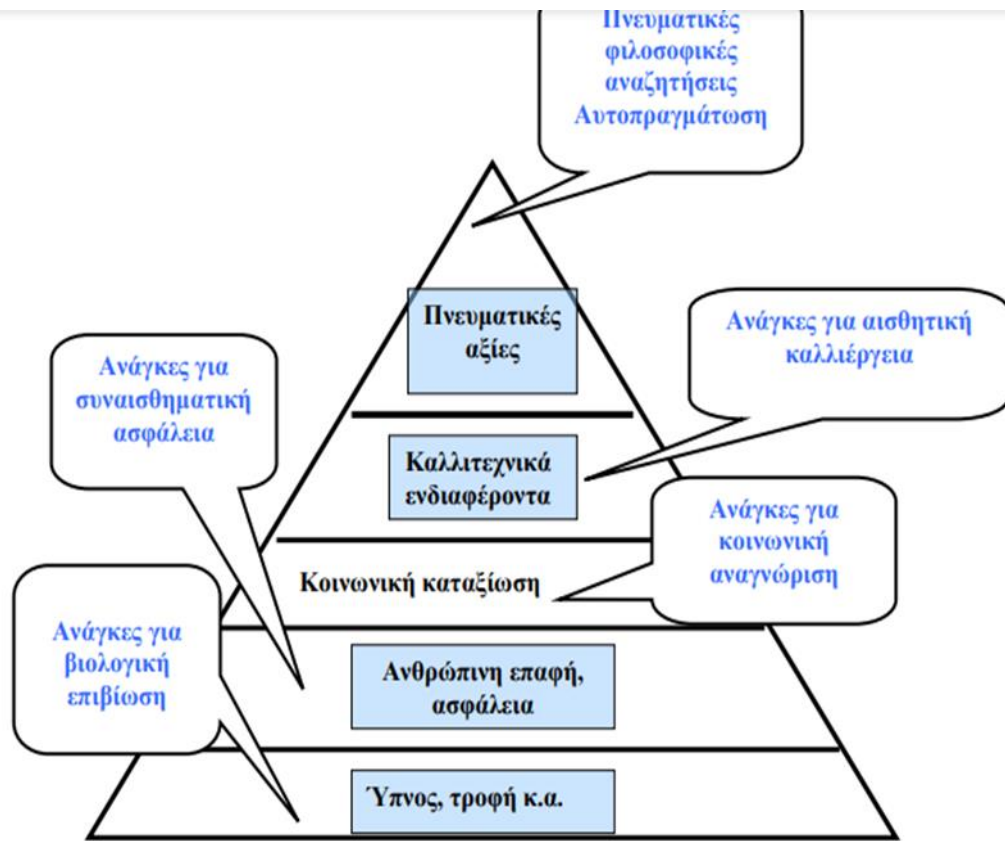 Πνευματικές
φιλοσοφικές
αναζητήσεις
Αυτοπραγμάτωση
Πνευματικές
αξίες
Ανάγκες για αισθητική
καλλιέργεια
Ανάγκες για
συναισθηματική
ασφάλεια
Καλλιτεχνικά
ενδιαφέροντα
Ανάγκες για
κοινωνική
αναγνώριση
Κοινωνική καταξίωση
Ανάγκες για
βιολογική
επιβίωση
Ανθρώπινη επαφή,
ασφάλεια
Ύπνος, τροφή κ.α.